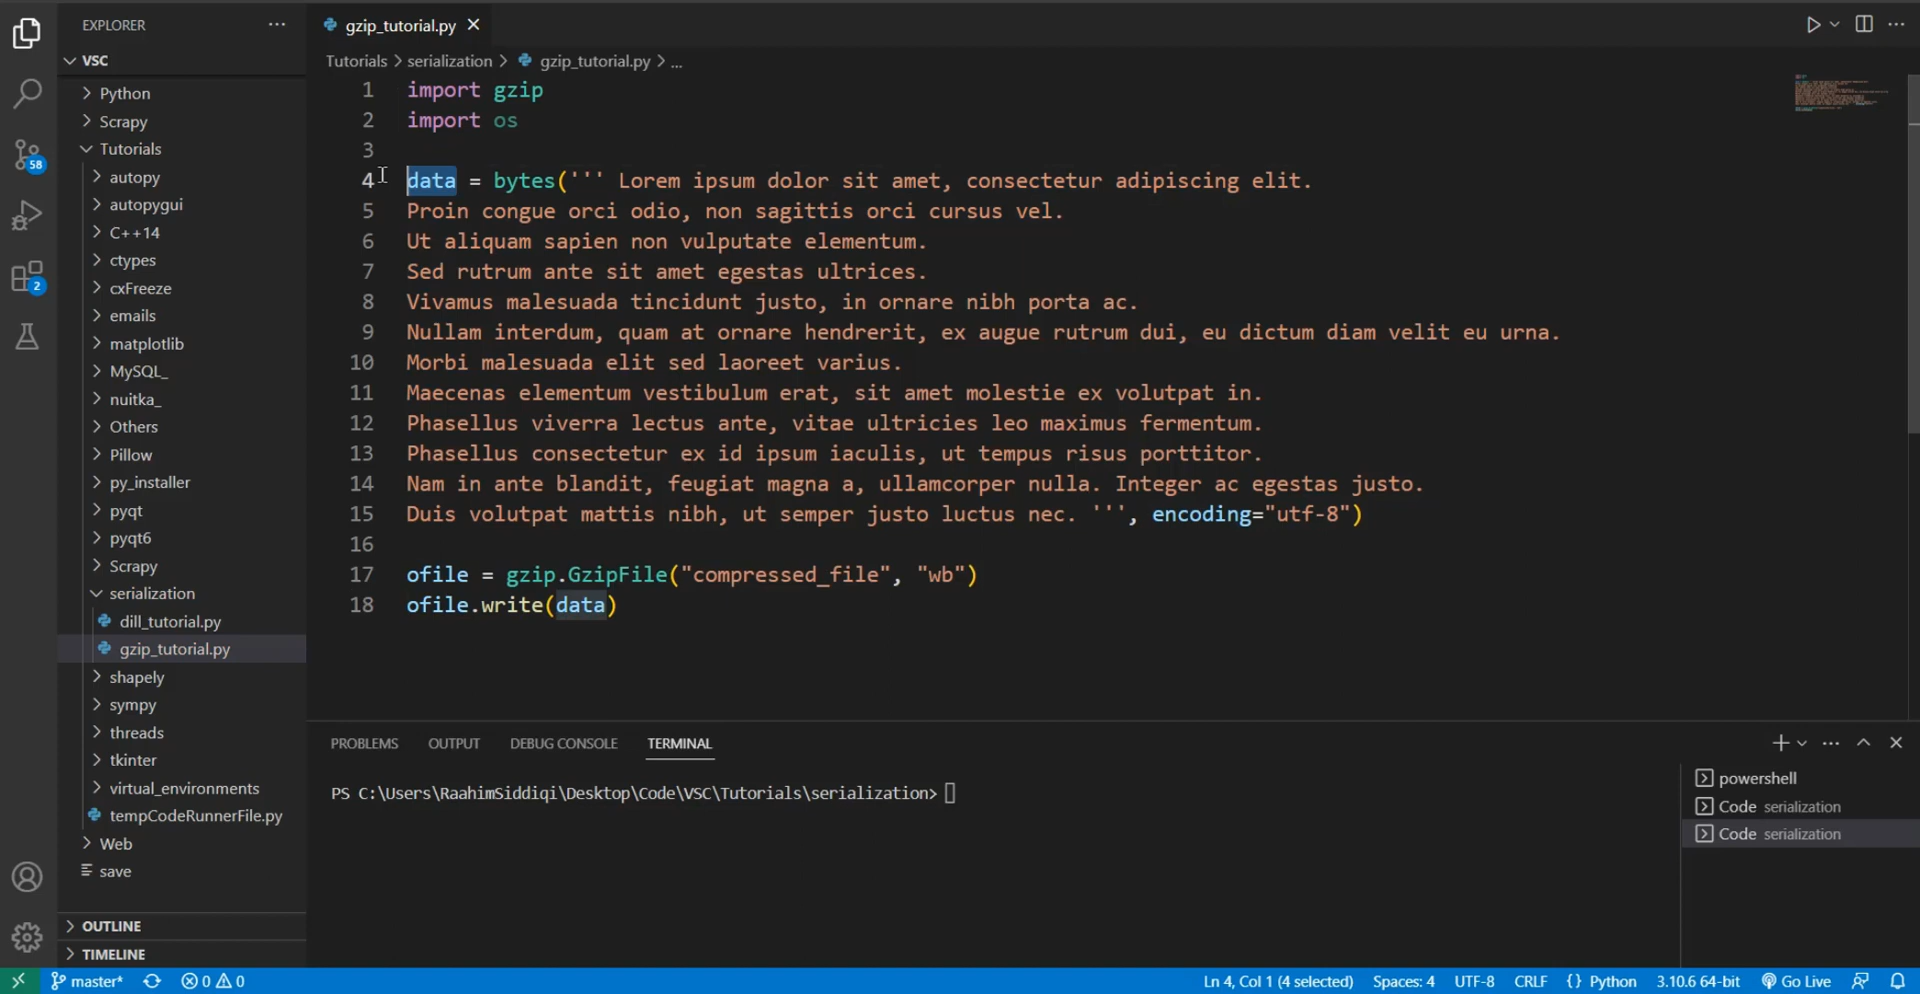 EXPLORER
VSC
Python
Scrapy
Tutorials
autopy
autopygui
C++14
ctypes
cxFreeze
emails
matplotlib
MySQL_
nuitka_
Others
Pillow
py_installer
pyqt
pyqt6
Scrapy
serialization
dill_tutorial.py
gzip_tutorial.py
shapely
sympy
threads
tkinter
virtual_environments
tempCodeRunnerFile.py
Web
save
OUTLINE
TIMELINE
58
2
gzip_tutorial.py
Tutorials > serialization > gzip_tutorial.py > ...
1 import gzip
2 import os
3
4 data = bytes(''' Lorem ipsum dolor sit amet, consectetur adipiscing elit.
5 Proin congue orci odio, non sagittis orci cursus vel.
6 Ut aliquam sapien non vulputate elementum.
7 Sed rutrum ante sit amet egestas ultrices.
8 Vivamus malesuada tincidunt justo, in ornare nibh porta ac.
9 Nullam interdum, quam at ornare hendrerit, ex augue rutrum dui, eu dictum diam velit eu urna.
10 Morbi malesuada elit sed laoreet varius.
11 Maecenas elementum vestibulum erat, sit amet molestie ex volutpat in.
12 Phasellus viverra lectus ante, vitae ultricies leo maximus fermentum.
13 Phasellus consectetur ex id ipsum iaculis, ut tempus risus porttitor.
14 Nam in ante blandit, feugiat magna a, ullamcorper nulla. Integer ac egestas justo.
15 Duis volutpat mattis nibh, ut semper justo luctus nec. ''', encoding="utf-8")
16
17 ofile = gzip.GzipFile("compressed_file", "wb")
18 ofile.write(data)
PROBLEMS OUTPUT DEBUG CONSOLE TERMINAL
PS C:\Users\RaahimSiddiqi\Desktop\Code\VSC\Tutorials\serialization>
powershell
Code serialization
Code serialization
master* 0 0 Ln 4, Col 1 (4 selected) Spaces: 4 UTF-8 CRLF {} Python 3.10.6 64-bit Go Live